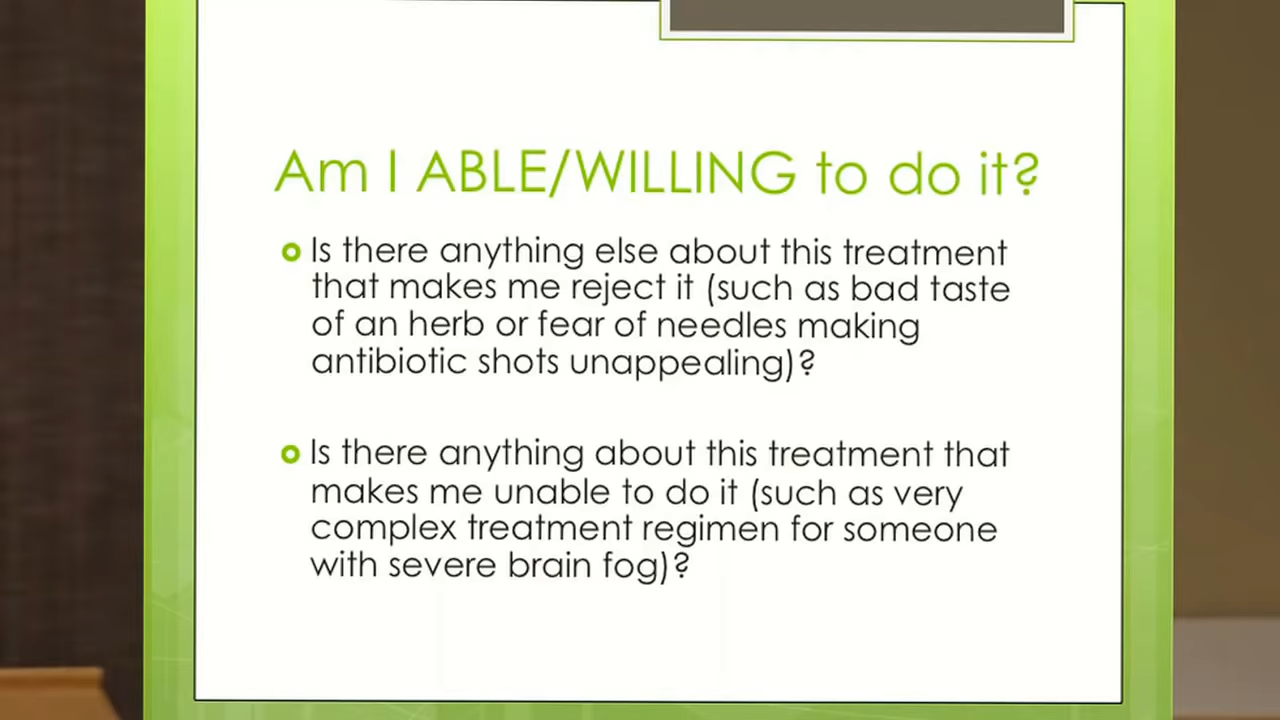 Am I ABLE/WILLING to do it?
Is there anything else about this treatment
that makes me reject it (such as bad taste
of an herb or fear of needles making
antibiotic shots unappealing)?
Is there anything about this treatment that
makes me unable to do it (such as very
complex treatment regimen for someone
with severe brain fog)?